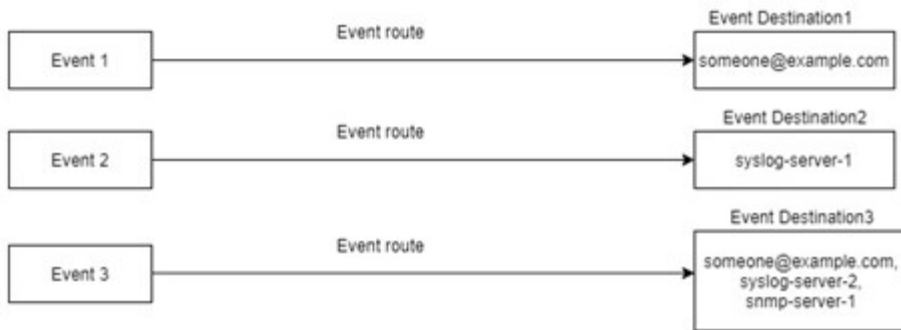 Event Destination1
Event route
Event 1
someone@example.com
Event Destination2
Event route
Event 2
syslog-server-1
Event Destination3
Event route
Event 3
someone@example.com,
syslog-server-2,
snmp-server-1